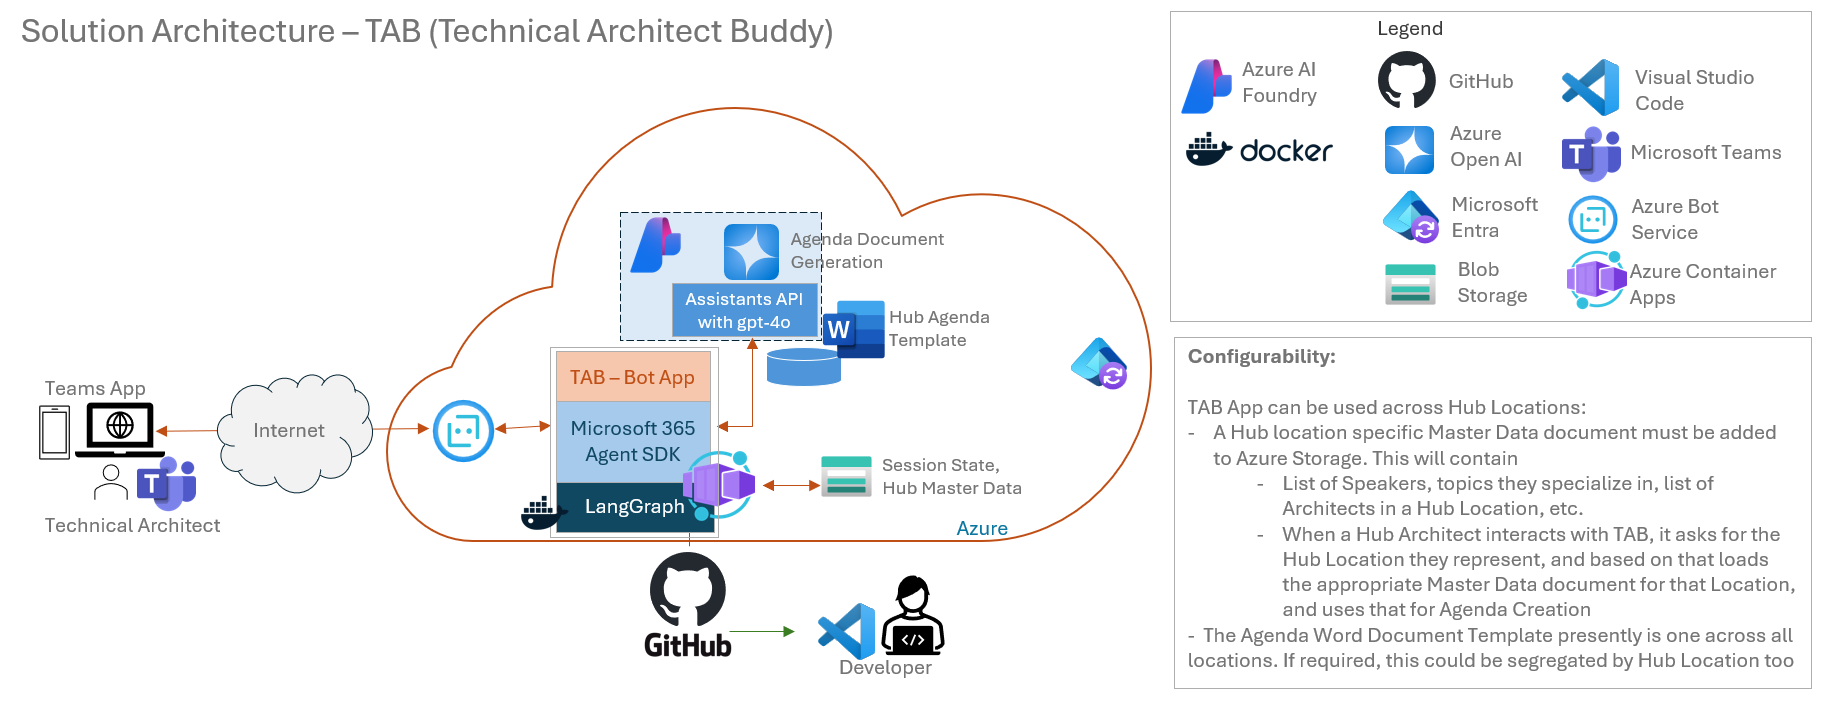 Solution Architecture – TAB (Technical Architect Buddy)
Legend
Azure AI
Foundry
GitHub
Visual Studio
Code
docker
Azure
Open AI
T
Microsoft Teams
Microsoft
Entra
Azure Bot
Service
Blob
Storage
Azure Container
Apps
Agenda Document
Generation
Assistants API
with gpt-4o
W
Hub Agenda
Template
TAB – Bot App
Microsoft 365
Agent SDK
LangGraph
Teams App
Internet
T
Technical Architect
Session State,
Hub Master Data
Azure
GitHub
</>
Developer
Configurability:
TAB App can be used across Hub Locations:
- A Hub location specific Master Data document must be added
to Azure Storage. This will contain
- List of Speakers, topics they specialize in, list of
Architects in a Hub Location, etc.
- When a Hub Architect interacts with TAB, it asks for the
Hub Location they represent, and based on that loads
the appropriate Master Data document for that Location,
and uses that for Agenda Creation
- The Agenda Word Document Template presently is one across all
locations. If required, this could be segregated by Hub Location too